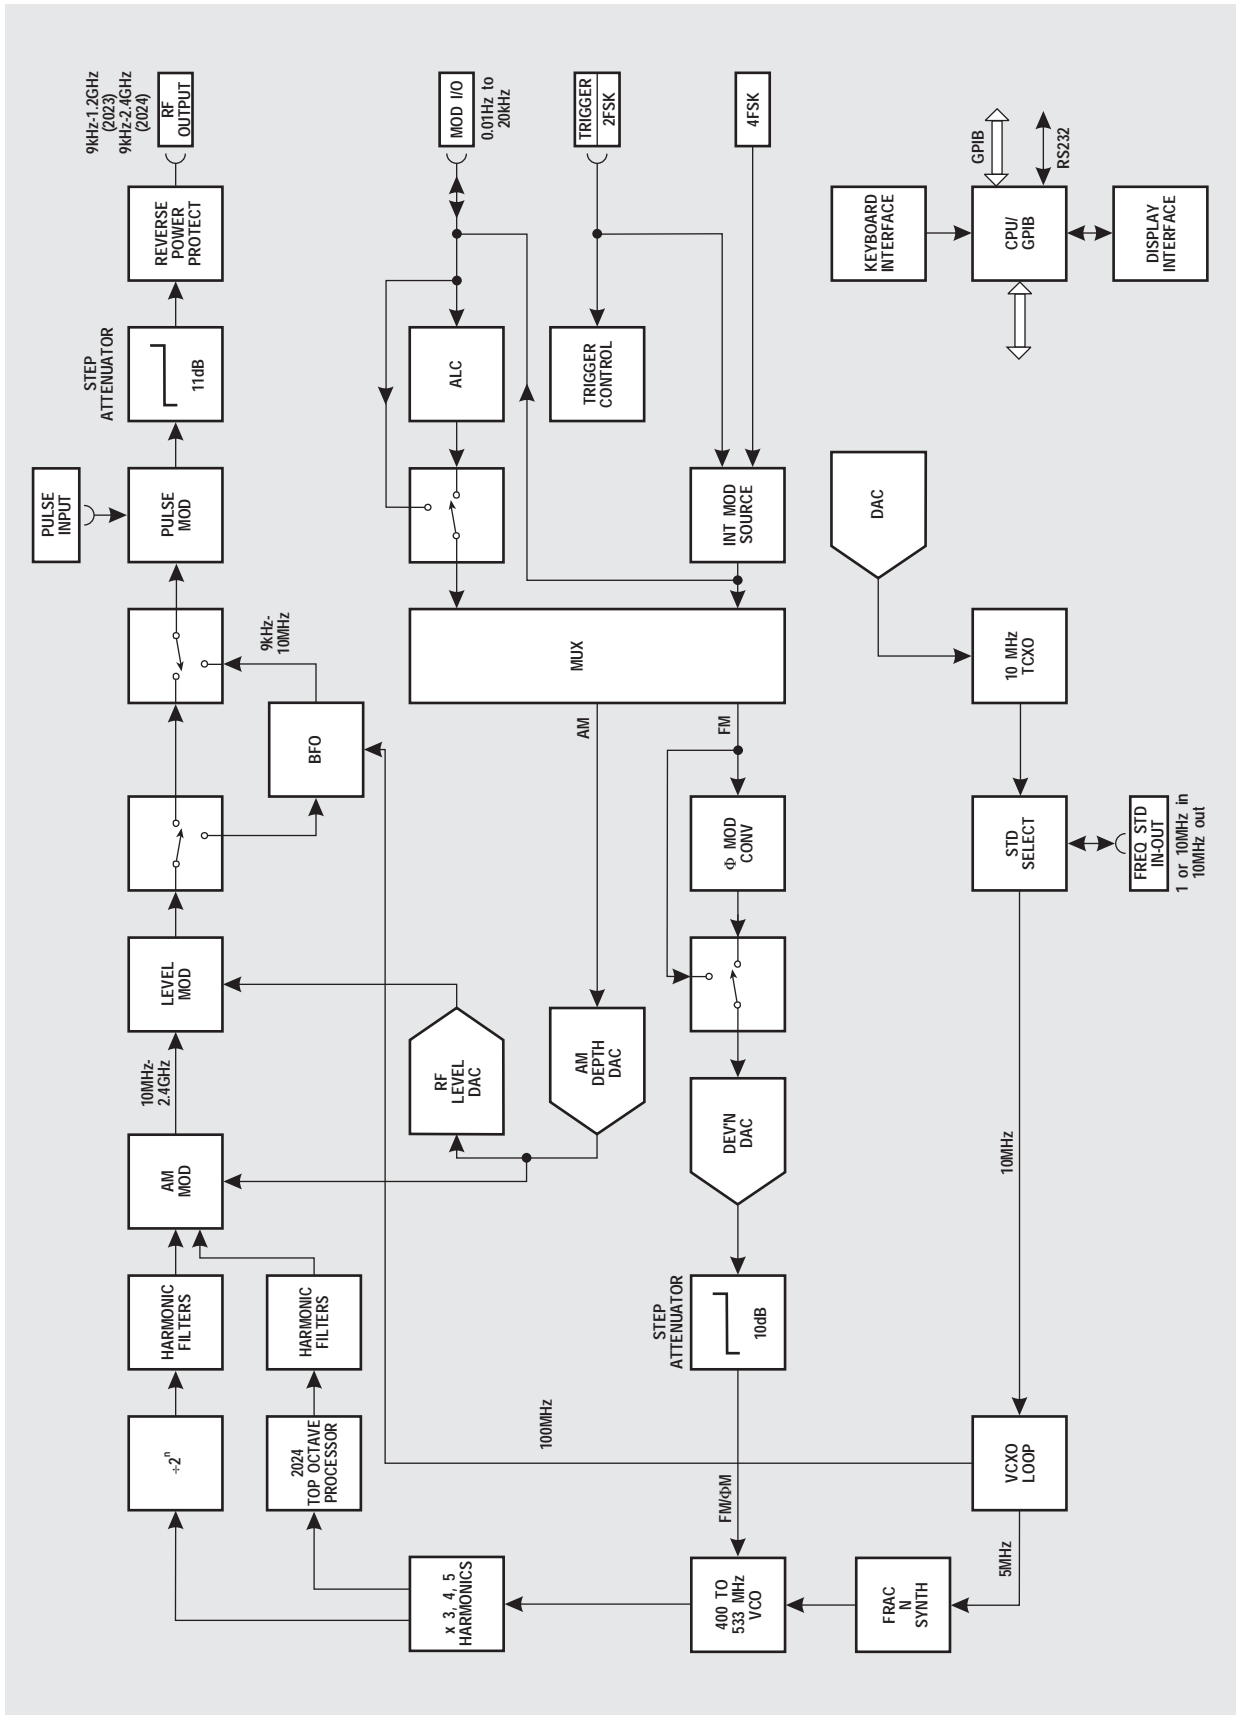 ÷2ⁿ
HARMONIC
FILTERS
AM
MOD
10MHz-
2.4GHz
LEVEL
MOD
PULSE
INPUT
PULSE
MOD
STEP
ATTENUATOR
11dB
REVERSE
POWER
PROTECT
9kHz-1.2GHz
(2023)
9kHz-2.4GHz
(2024)
RF
OUTPUT
2024
TOP OCTAVE
PROCESSOR
HARMONIC
FILTERS
BFO
9kHz-
10MHz
x 3, 4, 5
HARMONICS
100MHz
RF
LEVEL
DAC
AM
DEPTH
DAC
AM
MUX
ALC
MOD I/O
0.01Hz to
20kHz
TRIGGER
CONTROL
TRIGGER
2FSK
400 TO
533 MHz
VCO
FM/ΦM
STEP
ATTENUATOR
10dB
DEV'N
DAC
Φ MOD
CONV
FM
INT MOD
SOURCE
4FSK
FRAC
N
SYNTH
5MHz
VCXO
LOOP
10MHz
STD
SELECT
FREQ STD
IN-OUT
1 or 10MHz in
10MHz out
10 MHz
TCXO
DAC
KEYBOARD
INTERFACE
CPU/
GPIB
GPIB
RS232
DISPLAY
INTERFACE